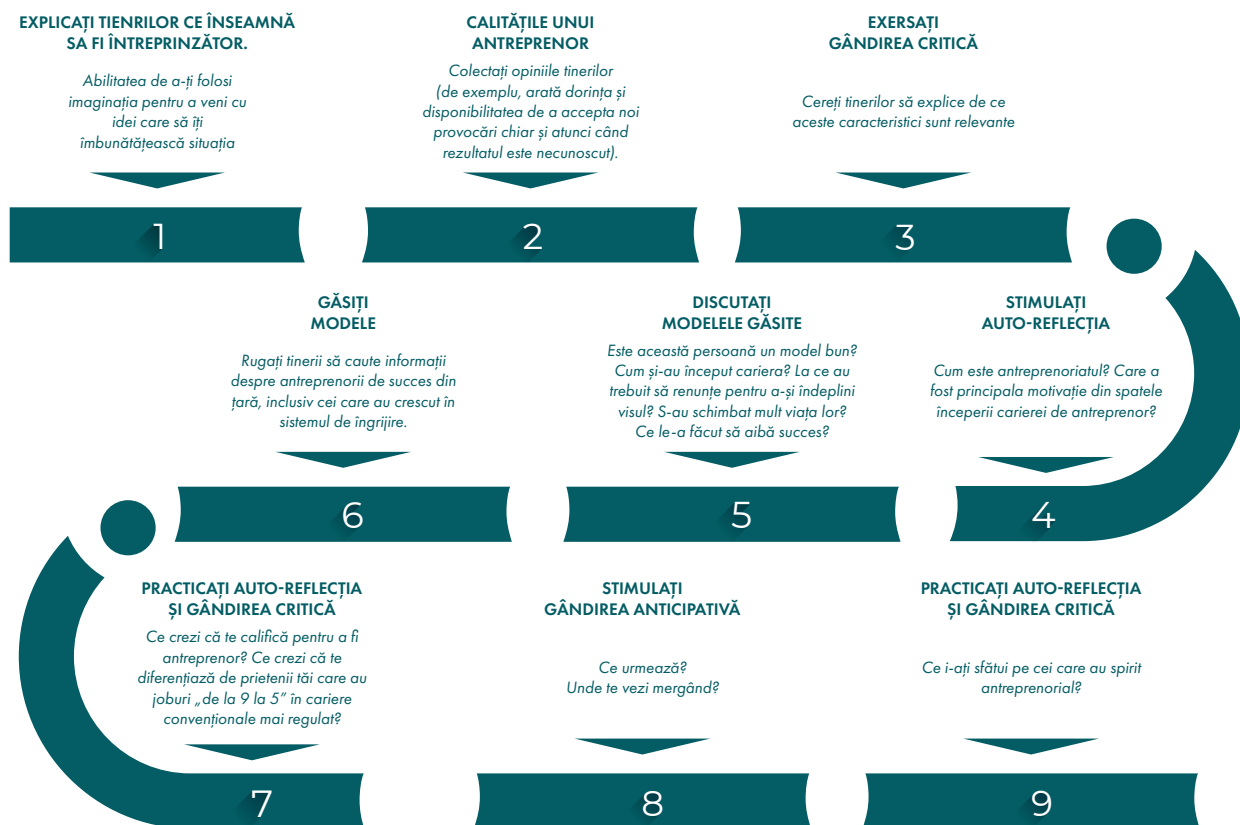 EXPLICAȚI TIENRILOR CE ÎNSEAMNĂ
SA FI ÎNTREPRINZĂTOR.
Abilitatea de a-ți folosi
imaginația pentru a veni cu
idei care să îți
îmbunătățească situația
1
CALITĂȚILE UNUI
ANTREPRENOR
Colectați opiniile tinerilor
(de exemplu, arată dorința și
disponibilitatea de a accepta noi
provocări chiar și atunci când
rezultatul este necunoscut).
2
EXERSAȚI
GÂNDIREA CRITICĂ
Cereți tinerilor să explice de ce
aceste caracteristici sunt relevante
3
STIMULAȚI
AUTO-REFLECȚIA
Cum este antreprenoriatul? Care a
fost principala motivație din spatele
începerii carierei de antreprenor?
4
DISCUTAȚI
MODELELE GĂSITE
Este această persoană un model bun?
Cum și-au început cariera? La ce au
trebuit să renunțe pentru a-și îndeplini
visul? S-au schimbat mult viața lor?
Ce le-a făcut să aibă succes?
5
GĂSIȚI
MODELE
Rugați tinerii să caute informații
despre antreprenorii de succes din
țară, inclusiv cei care au crescut în
sistemul de îngrijire.
6
PRACTICAȚI AUTO-REFLECȚIA
ȘI GÂNDIREA CRITICĂ
Ce crezi că te califică pentru a fi
antreprenor? Ce crezi că te
diferențiază de prietenii tăi care au
joburi „de la 9 la 5” în cariere
convenționale mai regulat?
7
STIMULAȚI
GÂNDIREA ANTICIPATIVĂ
Ce urmează?
Unde te vezi mergând?
8
PRACTICAȚI AUTO-REFLECȚIA
ȘI GÂNDIREA CRITICĂ
Ce i-ați sfătui pe cei care au spirit
antreprenorial?
9